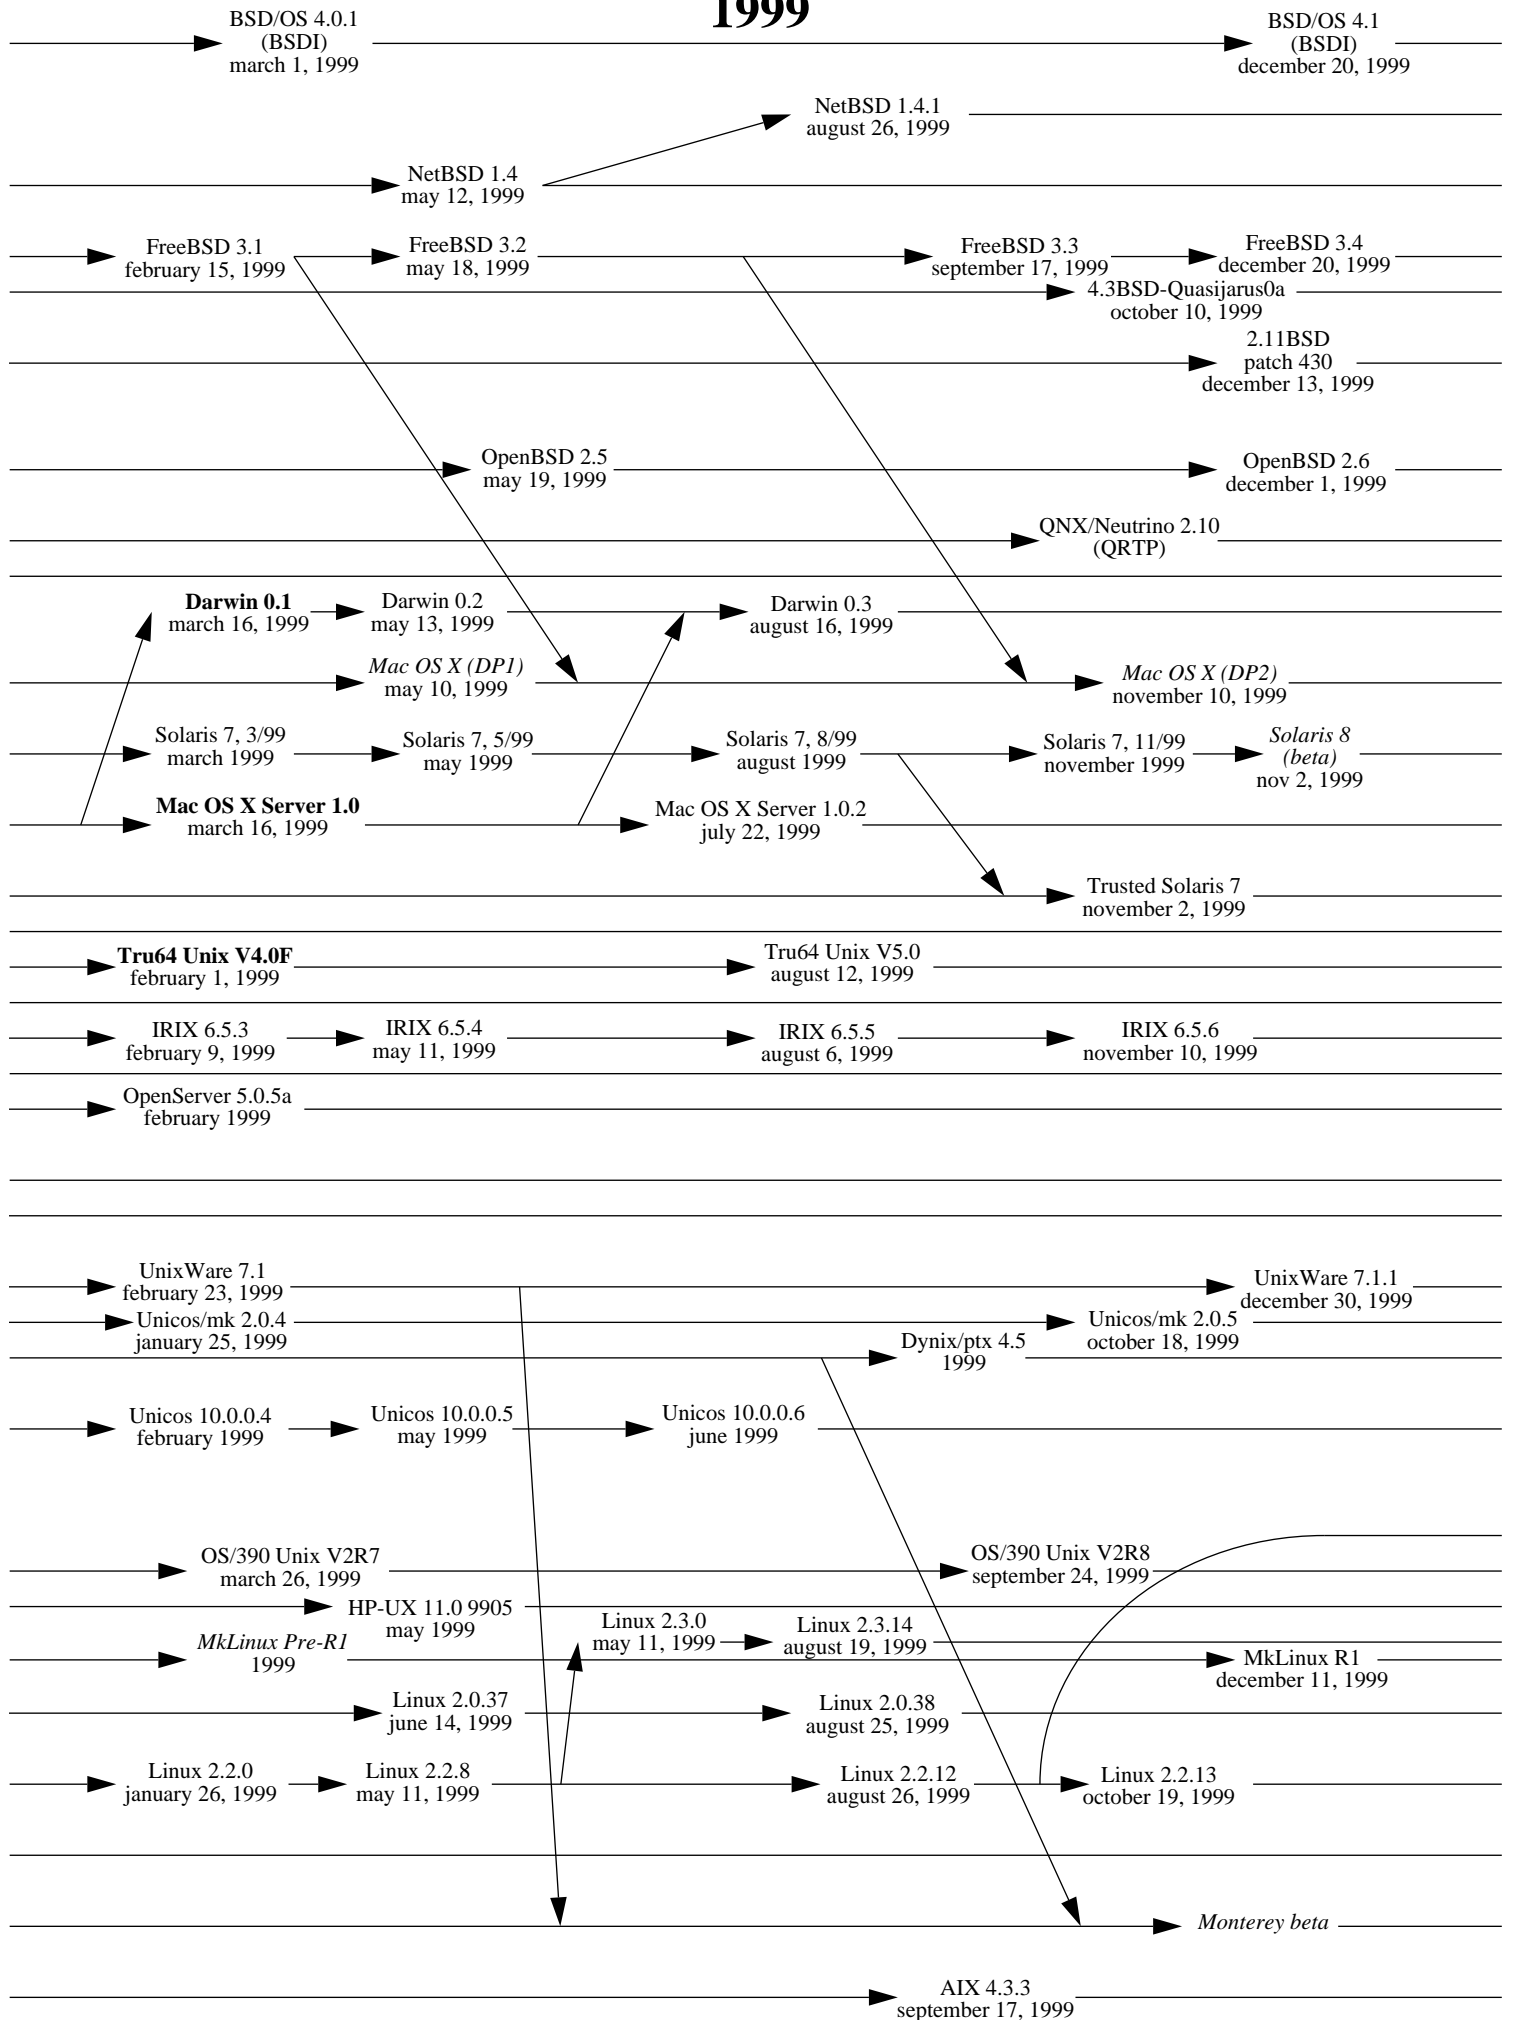 1999
BSD/OS 4.0.1
(BSDI)
march 1, 1999
BSD/OS 4.1
(BSDI)
december 20, 1999
NetBSD 1.4.1
august 26, 1999
NetBSD 1.4
may 12, 1999
FreeBSD 3.1
february 15, 1999
FreeBSD 3.2
may 18, 1999
FreeBSD 3.3
september 17, 1999
FreeBSD 3.4
december 20, 1999
4.3BSD-Quasijarus0a
october 10, 1999
2.11BSD
patch 430
december 13, 1999
OpenBSD 2.5
may 19, 1999
OpenBSD 2.6
december 1, 1999
QNX/Neutrino 2.10
(QRTP)
Darwin 0.1
march 16, 1999
Darwin 0.2
may 13, 1999
Darwin 0.3
august 16, 1999
Mac OS X (DP1)
may 10, 1999
Mac OS X (DP2)
november 10, 1999
Solaris 7, 3/99
march 1999
Solaris 7, 5/99
may 1999
Solaris 7, 8/99
august 1999
Solaris 7, 11/99
november 1999
Solaris 8
(beta)
nov 2, 1999
Mac OS X Server 1.0
march 16, 1999
Mac OS X Server 1.0.2
july 22, 1999
Trusted Solaris 7
november 2, 1999
Tru64 Unix V4.0F
february 1, 1999
Tru64 Unix V5.0
august 12, 1999
IRIX 6.5.3
february 9, 1999
IRIX 6.5.4
may 11, 1999
IRIX 6.5.5
august 6, 1999
IRIX 6.5.6
november 10, 1999
OpenServer 5.0.5a
february 1999
UnixWare 7.1
february 23, 1999
UnixWare 7.1.1
december 30, 1999
Unicos/mk 2.0.4
january 25, 1999
Unicos/mk 2.0.5
october 18, 1999
Dynix/ptx 4.5
1999
Unicos 10.0.0.4
february 1999
Unicos 10.0.0.5
may 1999
Unicos 10.0.0.6
june 1999
OS/390 Unix V2R7
march 26, 1999
OS/390 Unix V2R8
september 24, 1999
HP-UX 11.0 9905
may 1999
Linux 2.3.0
may 11, 1999
Linux 2.3.14
august 19, 1999
MkLinux Pre-R1
1999
MkLinux R1
december 11, 1999
Linux 2.0.37
june 14, 1999
Linux 2.0.38
august 25, 1999
Linux 2.2.0
january 26, 1999
Linux 2.2.8
may 11, 1999
Linux 2.2.12
august 26, 1999
Linux 2.2.13
october 19, 1999
Monterey beta
AIX 4.3.3
september 17, 1999